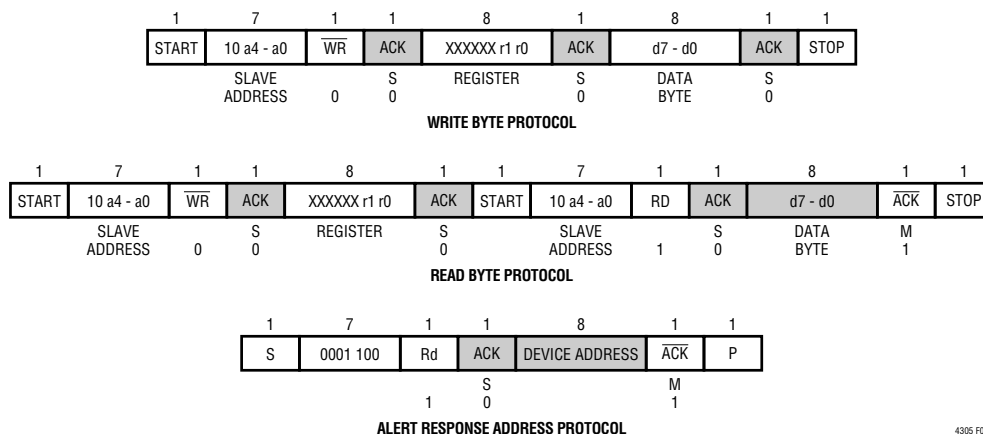 1 7 1 1 8 1 8 1 1
START 10 a4 - a0 WR ACK XXXXXX r1 r0 ACK d7 - d0 ACK STOP
SLAVE S REGISTER S DATA S
ADDRESS 0 0 0 BYTE 0
WRITE BYTE PROTOCOL
1 7 1 1 8 1 1 7 1 1 8 1 1
START 10 a4 - a0 WR ACK XXXXXX r1 r0 ACK START 10 a4 - a0 RD ACK d7 - d0 ACK STOP
SLAVE S REGISTER S SLAVE S DATA M
ADDRESS 0 0 0 ADDRESS 1 0 BYTE 1
READ BYTE PROTOCOL
1 7 1 1 8 1 1
S 0001 100 Rd ACK DEVICE ADDRESS ACK P
S M
1 0 1
ALERT RESPONSE ADDRESS PROTOCOL
4305 F0